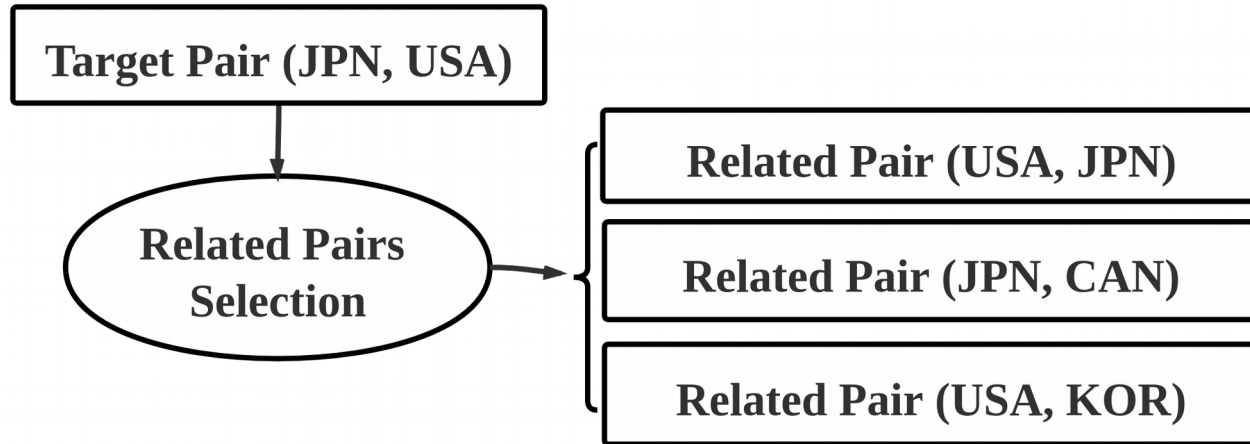 Target Pair (JPN, USA)
Related Pairs
Selection
Related Pair (USA, JPN)
Related Pair (JPN, CAN)
Related Pair (USA, KOR)